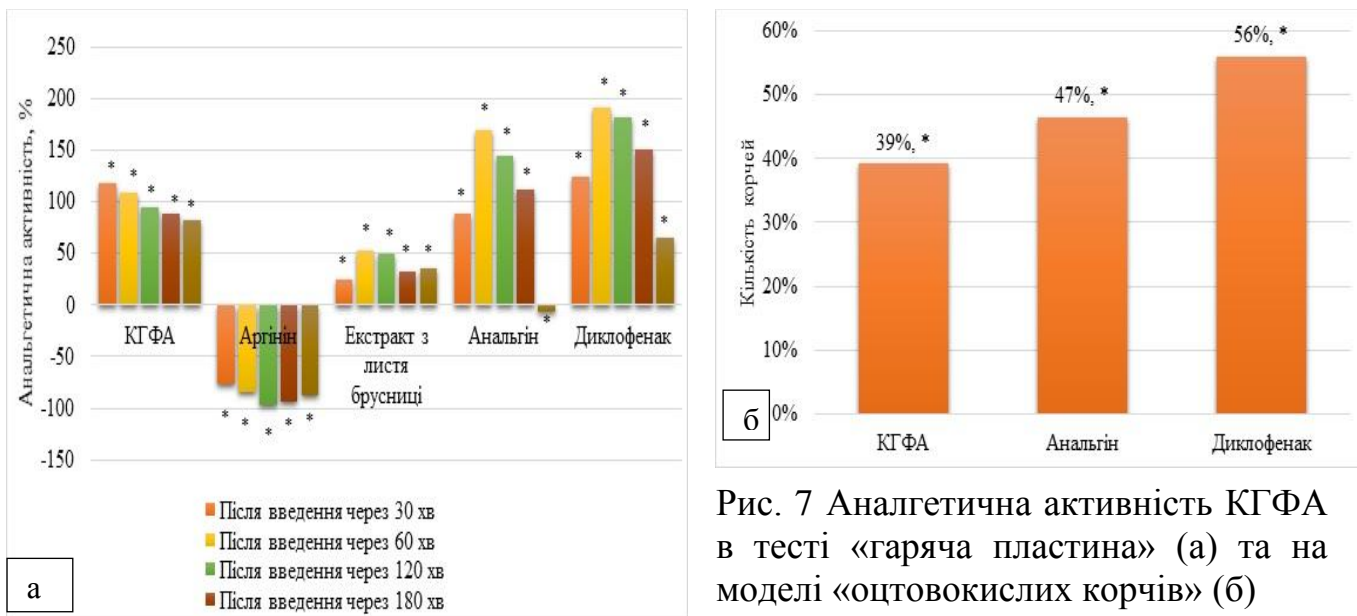 250
200
150
100
50
0
-50
-100
-150
Анальгетична активність, %
* * * * *
* * * * *
* * * * *
* * * * *
* * * * *
КГФА
Аргінін
Екстракт з
листя
брусниці
Анальгін
Диклофенак
Після введення через 30 хв
Після введення через 60 хв
Після введення через 120 хв
Після введення через 180 хв
а
60%
50%
40%
30%
20%
10%
0%
Кількість корчей
39%, *
47%, *
56%, *
КГФА
Анальгін
Диклофенак
б
Рис. 7 Аналгетична активність КГФА
в тесті «гаряча пластина» (а) та на
моделі «оцтовокислих корчів» (б)